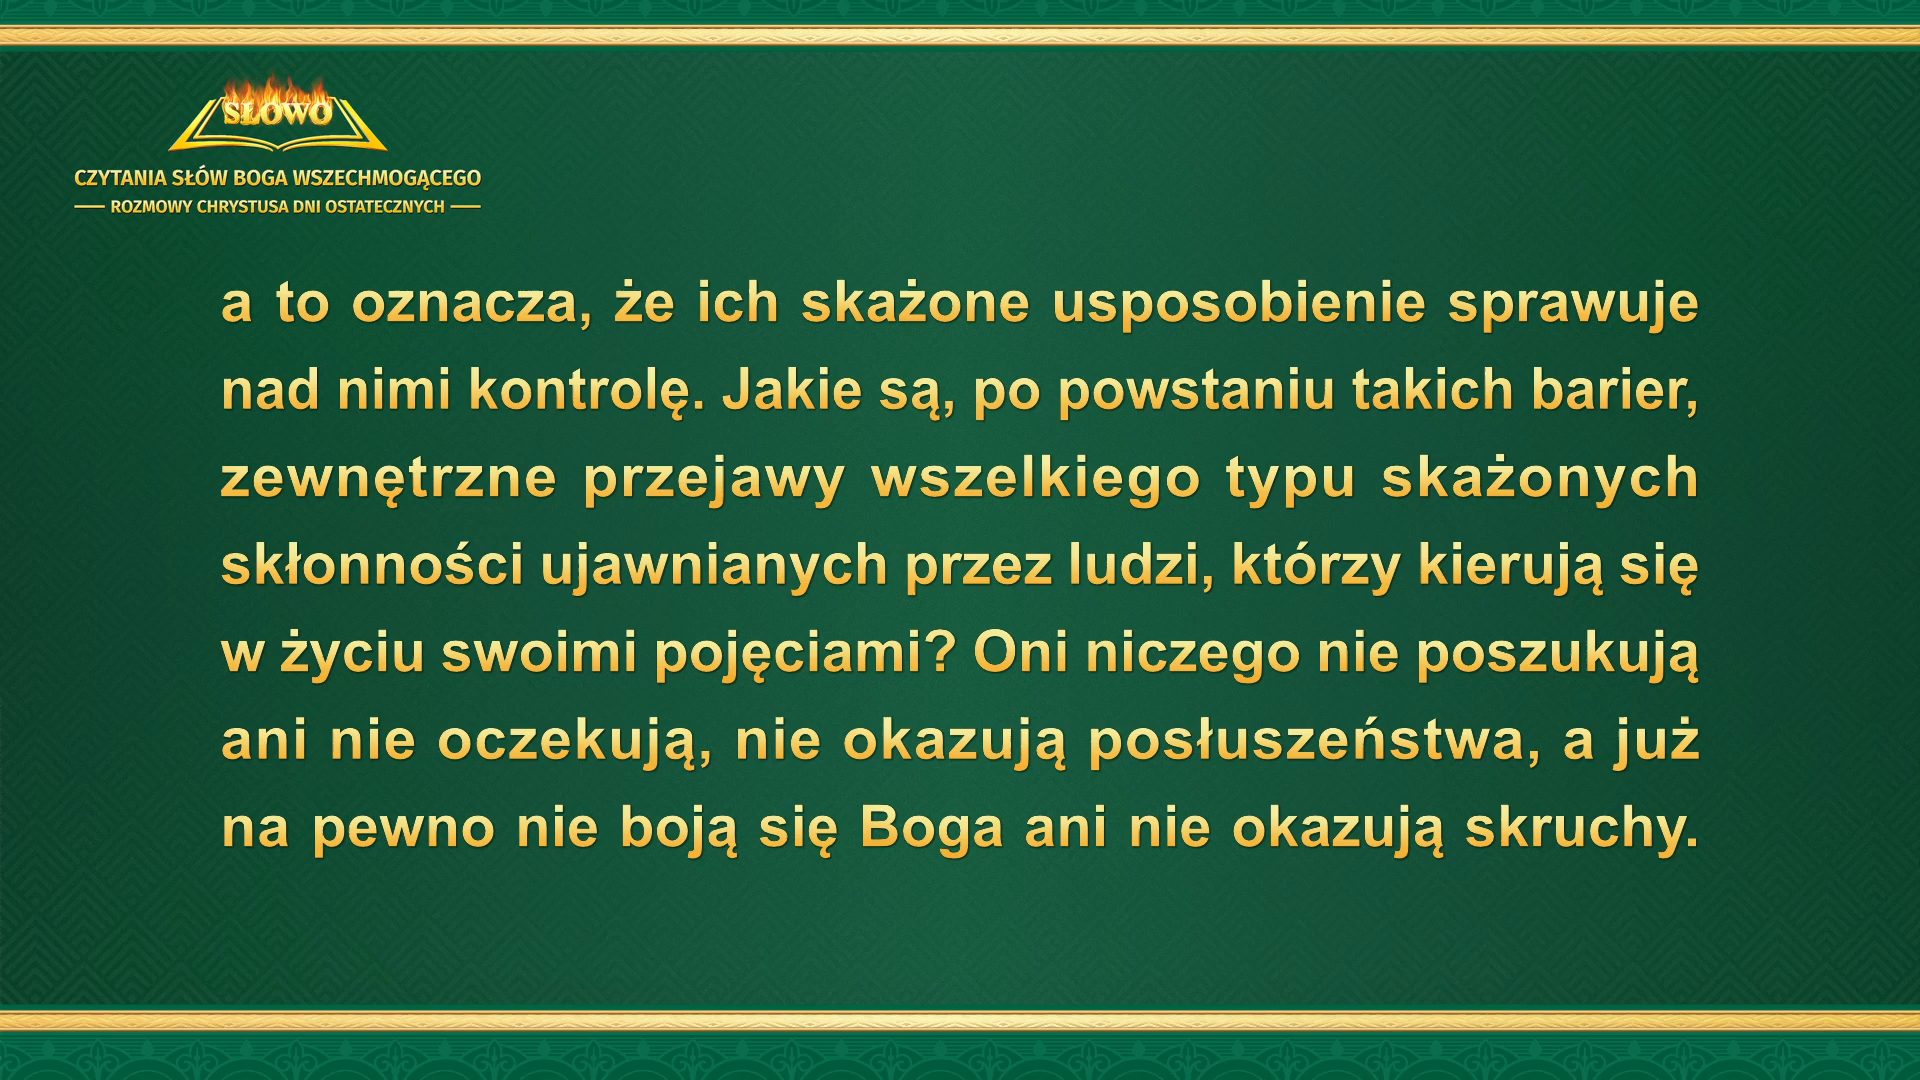 SŁOWO
CZYTANIA SŁÓW BOGA WSZECHMOGĄCEGO
ROZMOWY CHRYSTUSA DNI OSTATECZNYCH
a to oznacza, że ich skażone usposobienie sprawuje
nad nimi kontrolę. Jakie są, po powstaniu takich barier,
zewnętrzne przejawy wszelkiego typu skażonych
skłonności ujawnianych przez ludzi, którzy kierują się
w życiu swoimi pojęciami? Oni niczego nie poszukują
ani nie oczekują, nie okazują posłuszeństwa, a już
na pewno nie boją się Boga ani nie okazują skruchy.